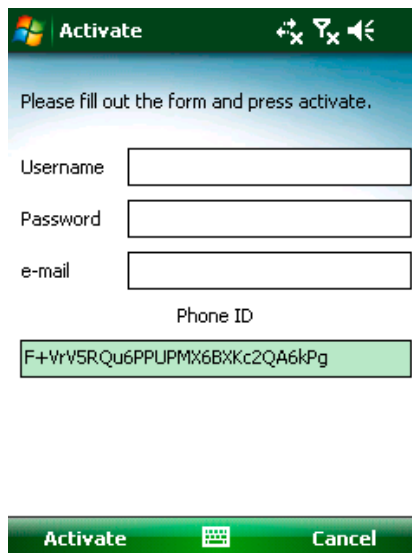 Activate
Please fill out the form and press activate.
Username
Password
e-mail
Phone ID
F+VrV5RQu6PPUPMX6BXKc2QA6kPg
Activate Cancel